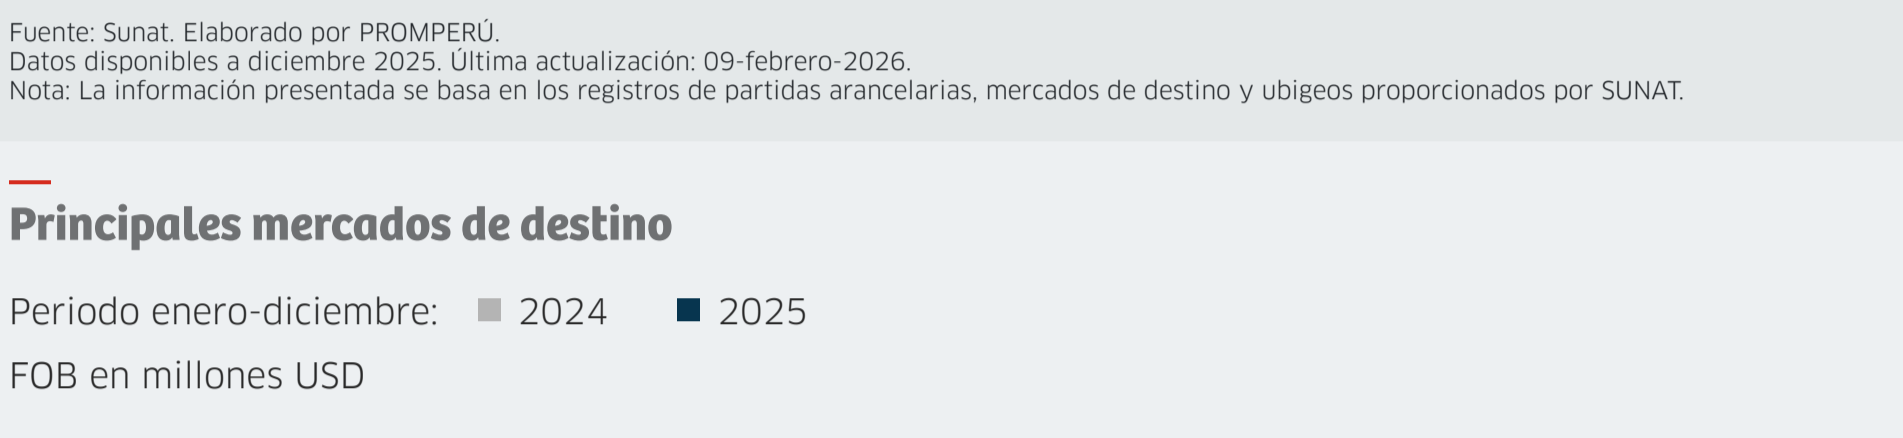 Fuente: Sunat. Elaborado por PROMPERÚ.
Datos disponibles a diciembre 2025. Última actualización: 09-febrero-2026.
Nota: La información presentada se basa en los registros de partidas arancelarias, mercados de destino y ubigeos proporcionados por SUNAT.
Principales mercados de destino
Periodo enero-diciembre: 2024 2025
FOB en millones USD